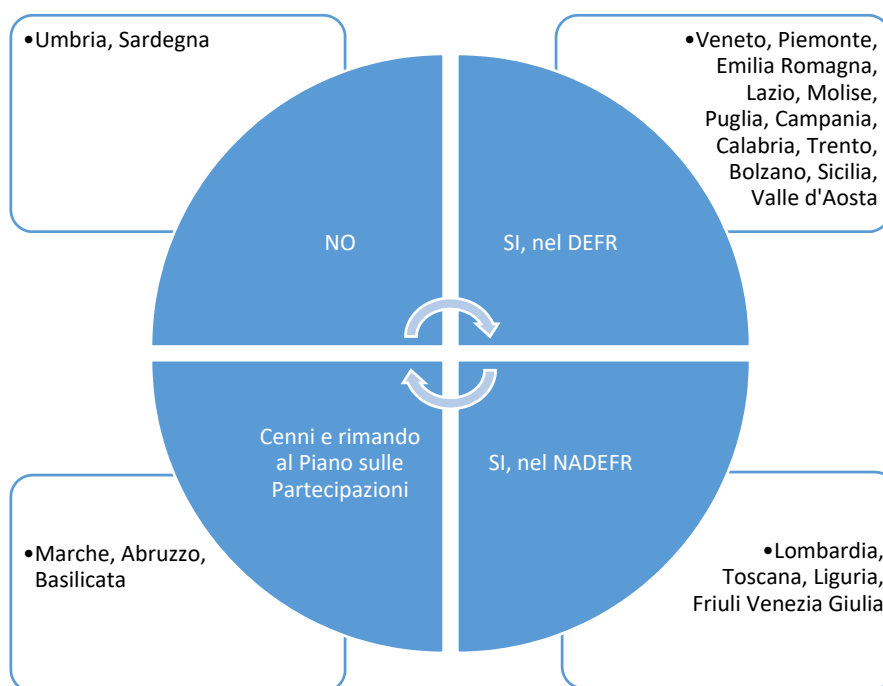 •Umbria, Sardegna
•Veneto, Piemonte,
Emilia Romagna,
Lazio, Molise,
Puglia, Campania,
Calabria, Trento,
Bolzano, Sicilia,
Valle d'Aosta
NO
SI, nel DEFR
Cenni e rimando
al Piano sulle
Partecipazioni
SI, nel NADEFR
•Marche, Abruzzo,
Basilicata
•Lombardia,
Toscana, Liguria,
Friuli Venezia Giulia